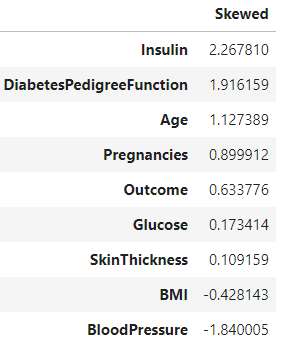 Skewed
Insulin 2.267810
DiabetesPedigreeFunction 1.916159
Age 1.127389
Pregnancies 0.899912
Outcome 0.633776
Glucose 0.173414
SkinThickness 0.109159
BMI -0.428143
BloodPressure -1.840005